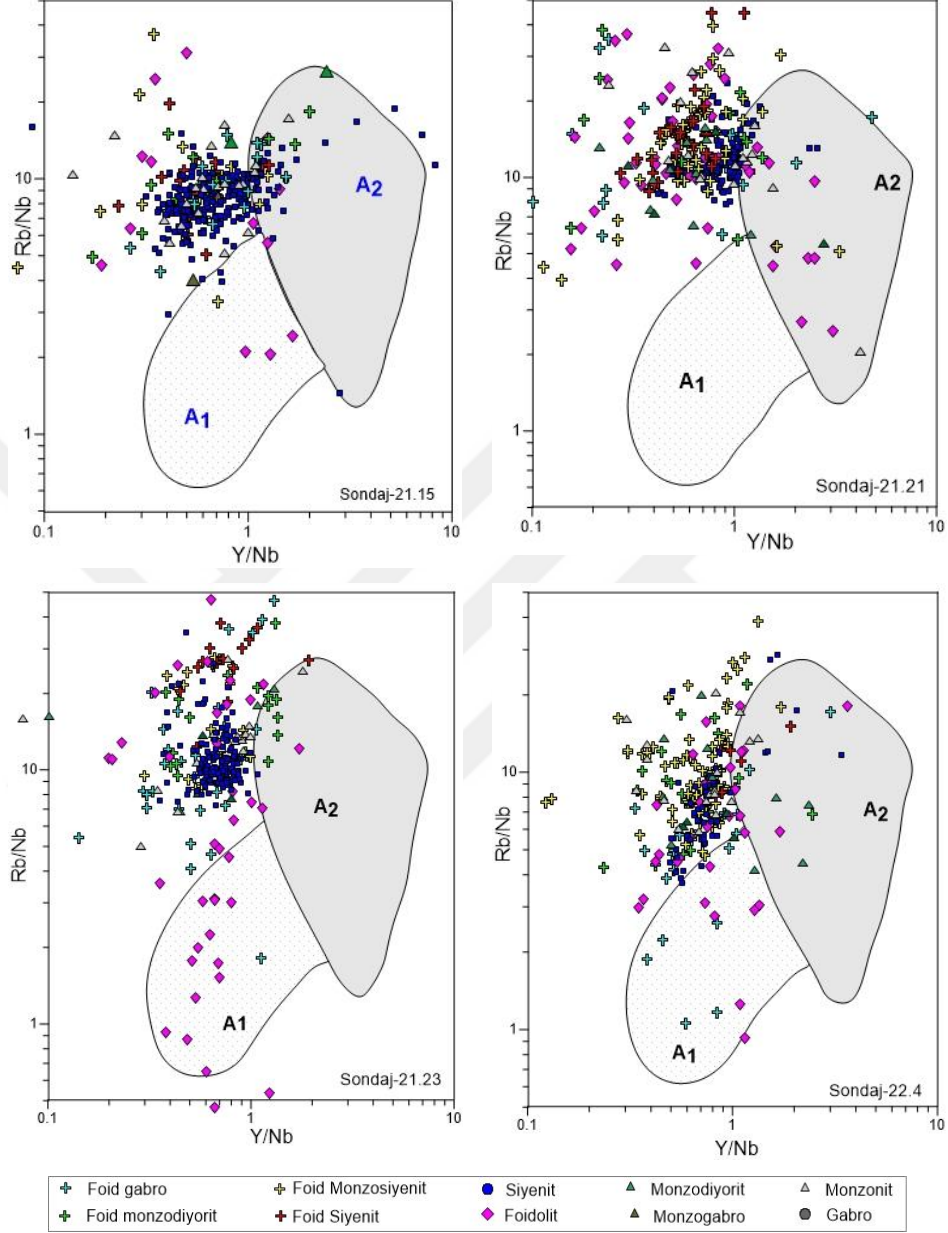 10
Rb/Nb
1
A2
A1
Sondaj-21.15
0.1
1
10
Y/Nb
10
Rb/Nb
1
A2
A1
Sondaj-21.21
0.1
1
10
Y/Nb
10
Rb/Nb
1
A2
A1
Sondaj-21.23
0.1
1
10
Y/Nb
10
Rb/Nb
1
A2
A1
Sondaj-22.4
0.1
1
10
Y/Nb
Foid gabro
Foid Monzosiyenit
Siyenit
Monzodiyorit
Monzonit
Foid monzodiyorit
Foid Siyenit
Foidolit
Monzogabro
Gabro